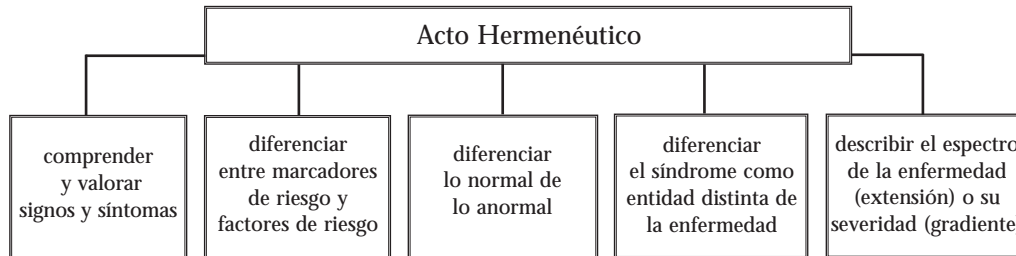 Acto Hermenéutico
comprender
y valorar
signos y síntomas
diferenciar
entre marcadores
de riesgo y
factores de riesgo
diferenciar
lo normal de
lo anormal
diferenciar
el síndrome como
entidad distinta de
la enfermedad
describir el espectro
de la enfermedad
(extensión) o su
severidad (gradiente)